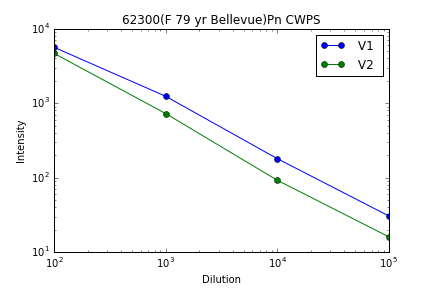 62300(F 79 yr Bellevue)Pn CWPS
10^4
10^3
10^2
10^1
Intensity
V1
V2
10^2 10^3 10^4 10^5
Dilution